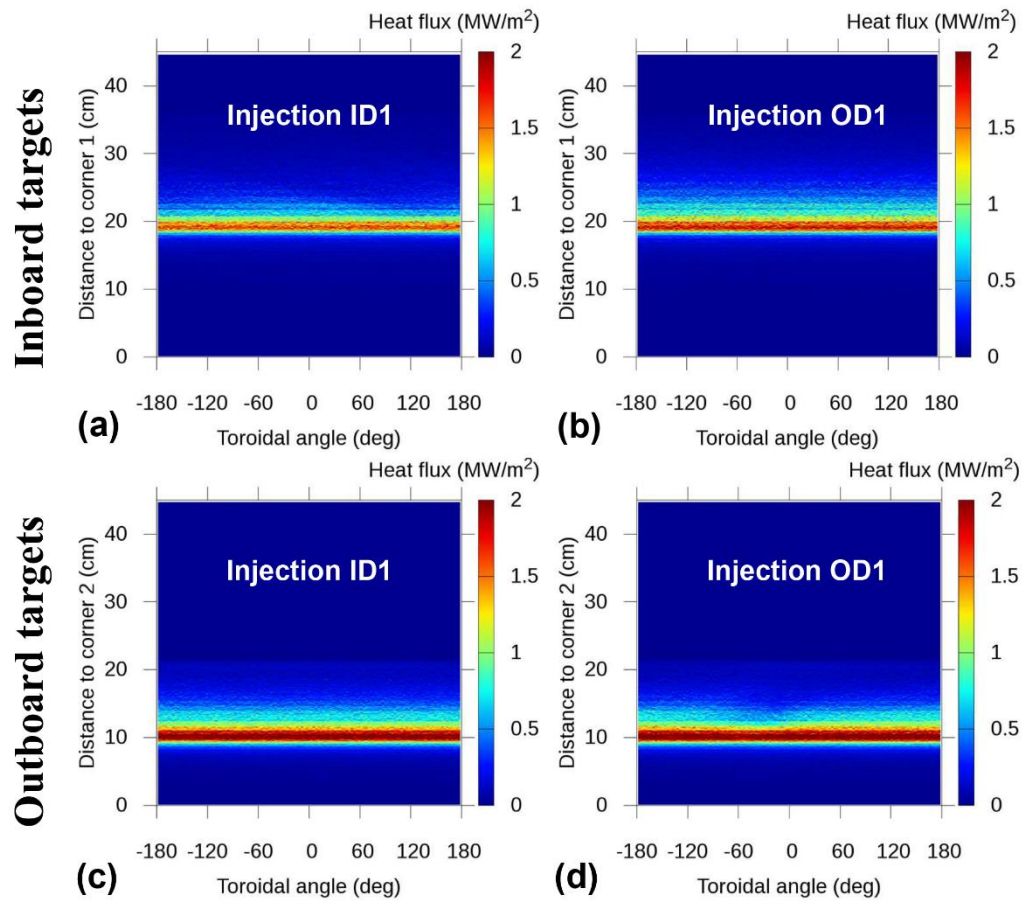 Inboard targets
Heat flux (MW/m²)
Distance to corner 1 (cm)
40
30
20
10
0
Injection ID1
2
1.5
1
0.5
0
-180 -120 -60 0 60 120 180
Toroidal angle (deg)
(a)
Heat flux (MW/m²)
Distance to corner 1 (cm)
40
30
20
10
0
Injection OD1
2
1.5
1
0.5
0
-180 -120 -60 0 60 120 180
Toroidal angle (deg)
(b)
Outboard targets
Heat flux (MW/m²)
Distance to corner 2 (cm)
40
30
20
10
0
Injection ID1
2
1.5
1
0.5
0
-180 -120 -60 0 60 120 180
Toroidal angle (deg)
(c)
Heat flux (MW/m²)
Distance to corner 2 (cm)
40
30
20
10
0
Injection OD1
2
1.5
1
0.5
0
-180 -120 -60 0 60 120 180
Toroidal angle (deg)
(d)